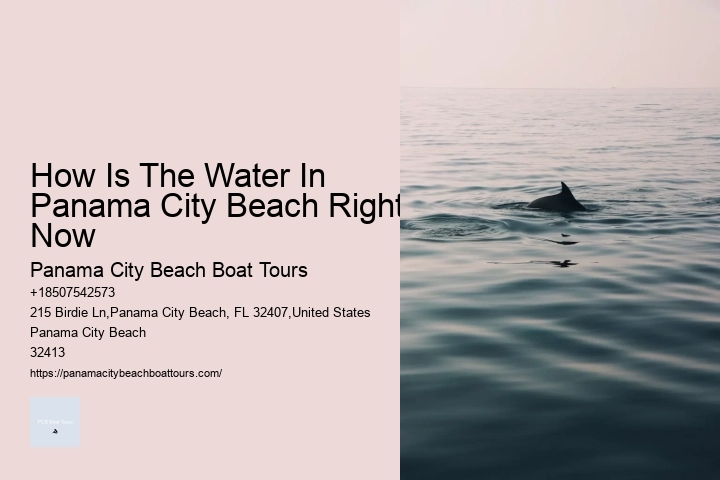 How Is The Water In
Panama City Beach Right
Now
Panama City Beach Boat Tours
+18507542573
215 Birdie Ln,Panama City Beach, FL 32407,United States
Panama City Beach
32413
https://panamacitybeachboattours.com/